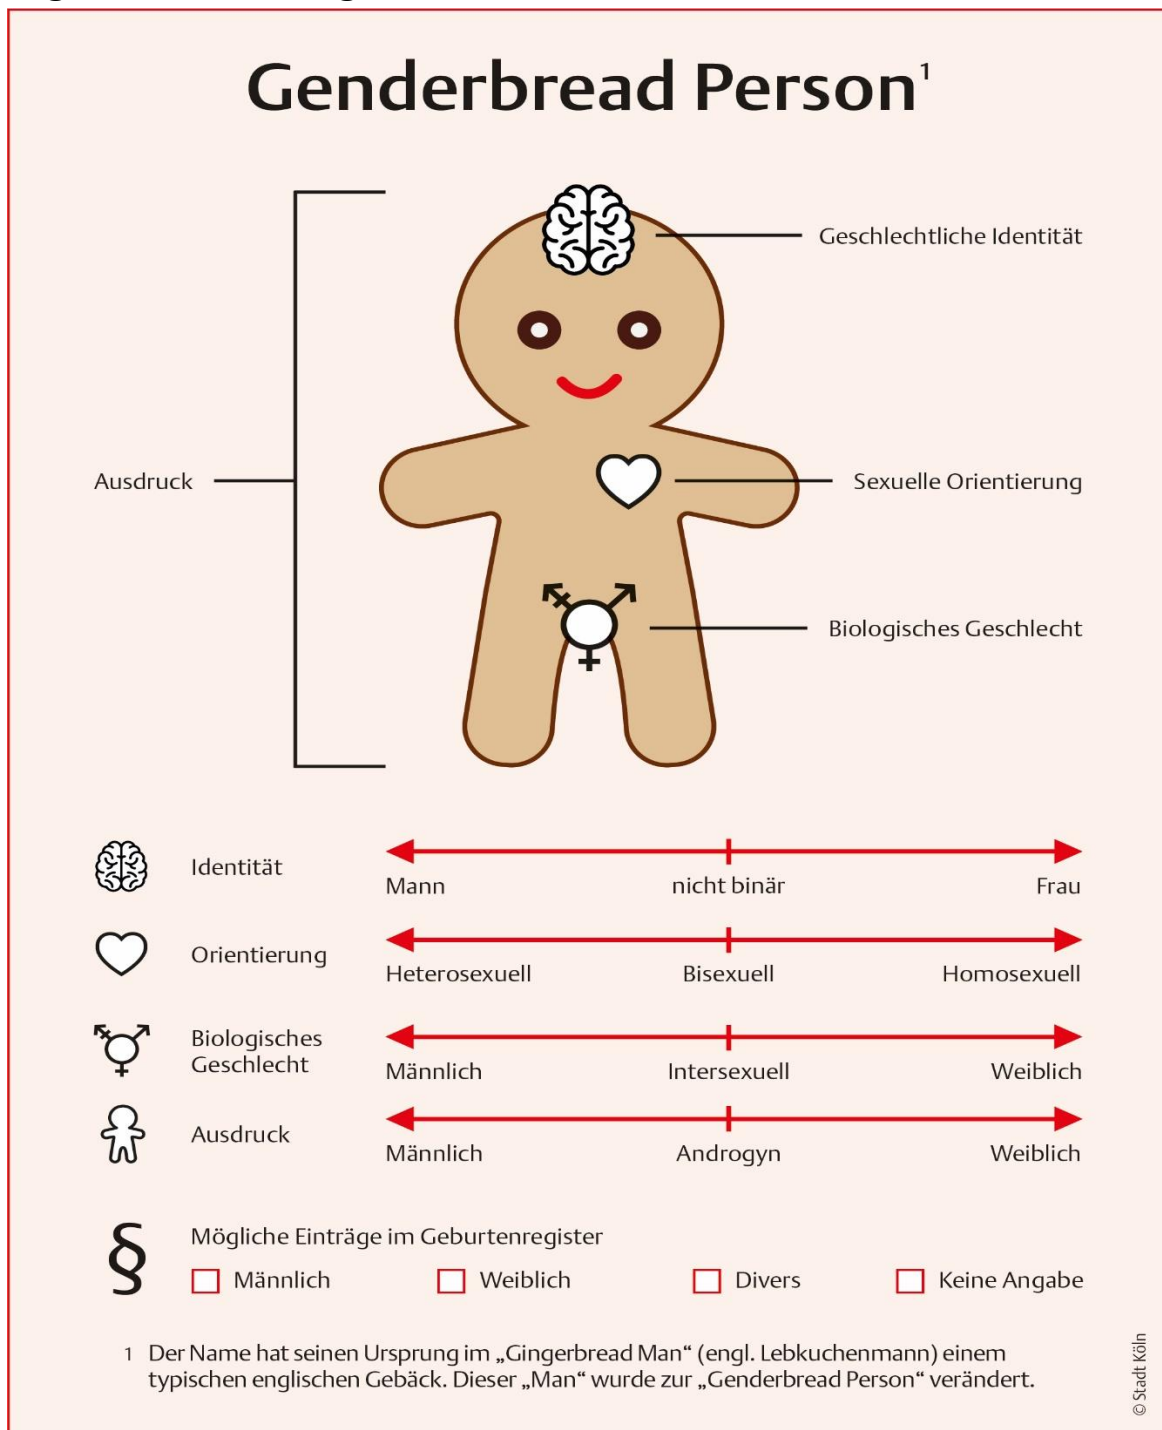 Genderbread Person¹
Geschlechtliche Identität
Ausdruck
Sexuelle Orientierung
Biologisches Geschlecht
Identität
Mann nicht binär Frau
Orientierung
Heterosexuell Bisexuell Homosexuell
Biologisches
Geschlecht
Männlich Intersexuell Weiblich
Ausdruck
Männlich Androgyn Weiblich
§ Mögliche Einträge im Geburtenregister
Männlich Weiblich Divers Keine Angabe
1 Der Name hat seinen Ursprung im „Gingerbread Man“ (engl. Lebkuchenmann) einem
typischen englischen Gebäck. Dieser „Man“ wurde zur „Genderbread Person“ verändert.
© Stadt Köln